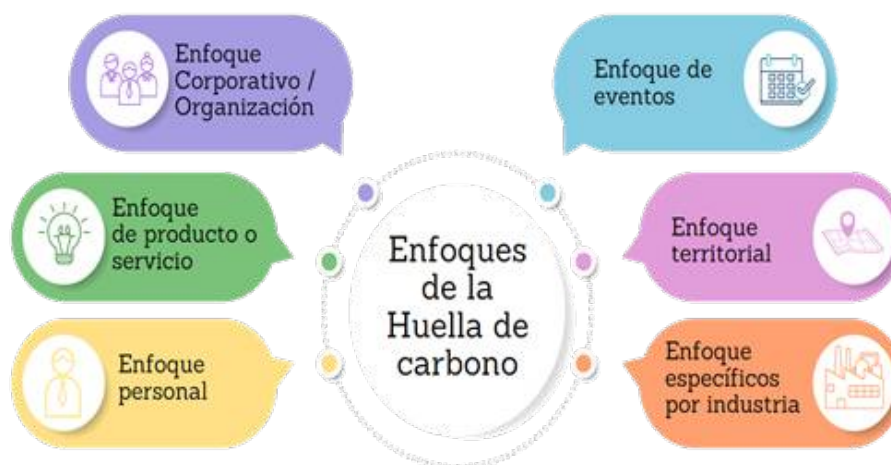 Enfoque
Corporativo /
Organización
Enfoque de
eventos
Enfoque
de producto o
servicio
Enfoque
territorial
Enfoque
personal
Enfoque
específicos
por industria
Enfoques
de la
Huella de
carbono